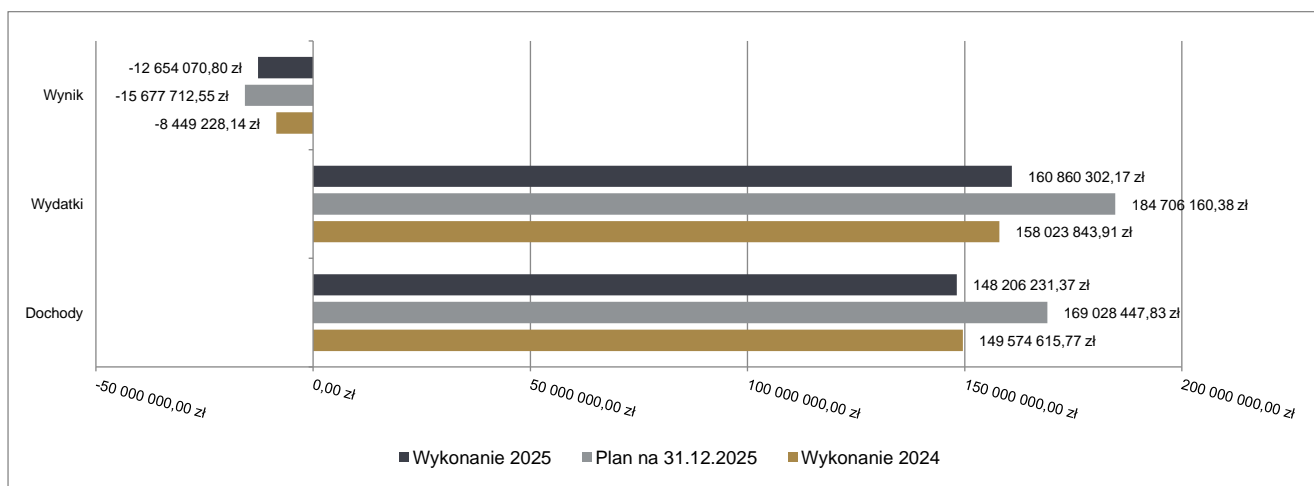 -12 654 070,80 zł
Wynik
-15 677 712,55 zł
-8 449 228,14 zł
160 860 302,17 zł
Wydatki
184 706 160,38 zł
158 023 843,91 zł
148 206 231,37 zł
Dochody
169 028 447,83 zł
149 574 615,77 zł
-50 000 000,00 zł
0,00 zł
50 000 000,00 zł
100 000 000,00 zł
150 000 000,00 zł
200 000 000,00 zł
Wykonanie 2025 Plan na 31.12.2025 Wykonanie 2024